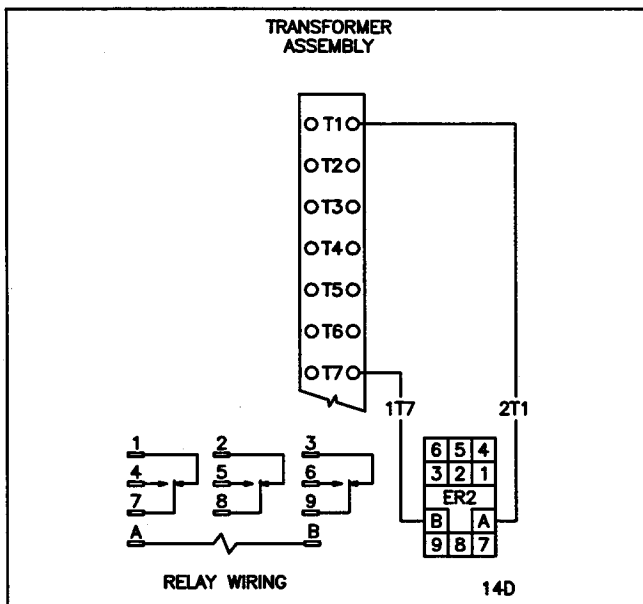 TRANSFORMER
ASSEMBLY
T1
T2
T3
T4
T5
T6
T7
1T7 2T1
1 2 3
4 5 6
7 8 9
A B
RELAY WIRING
6 5 4
3 2 1
ER2
B A
9 8 7
14D